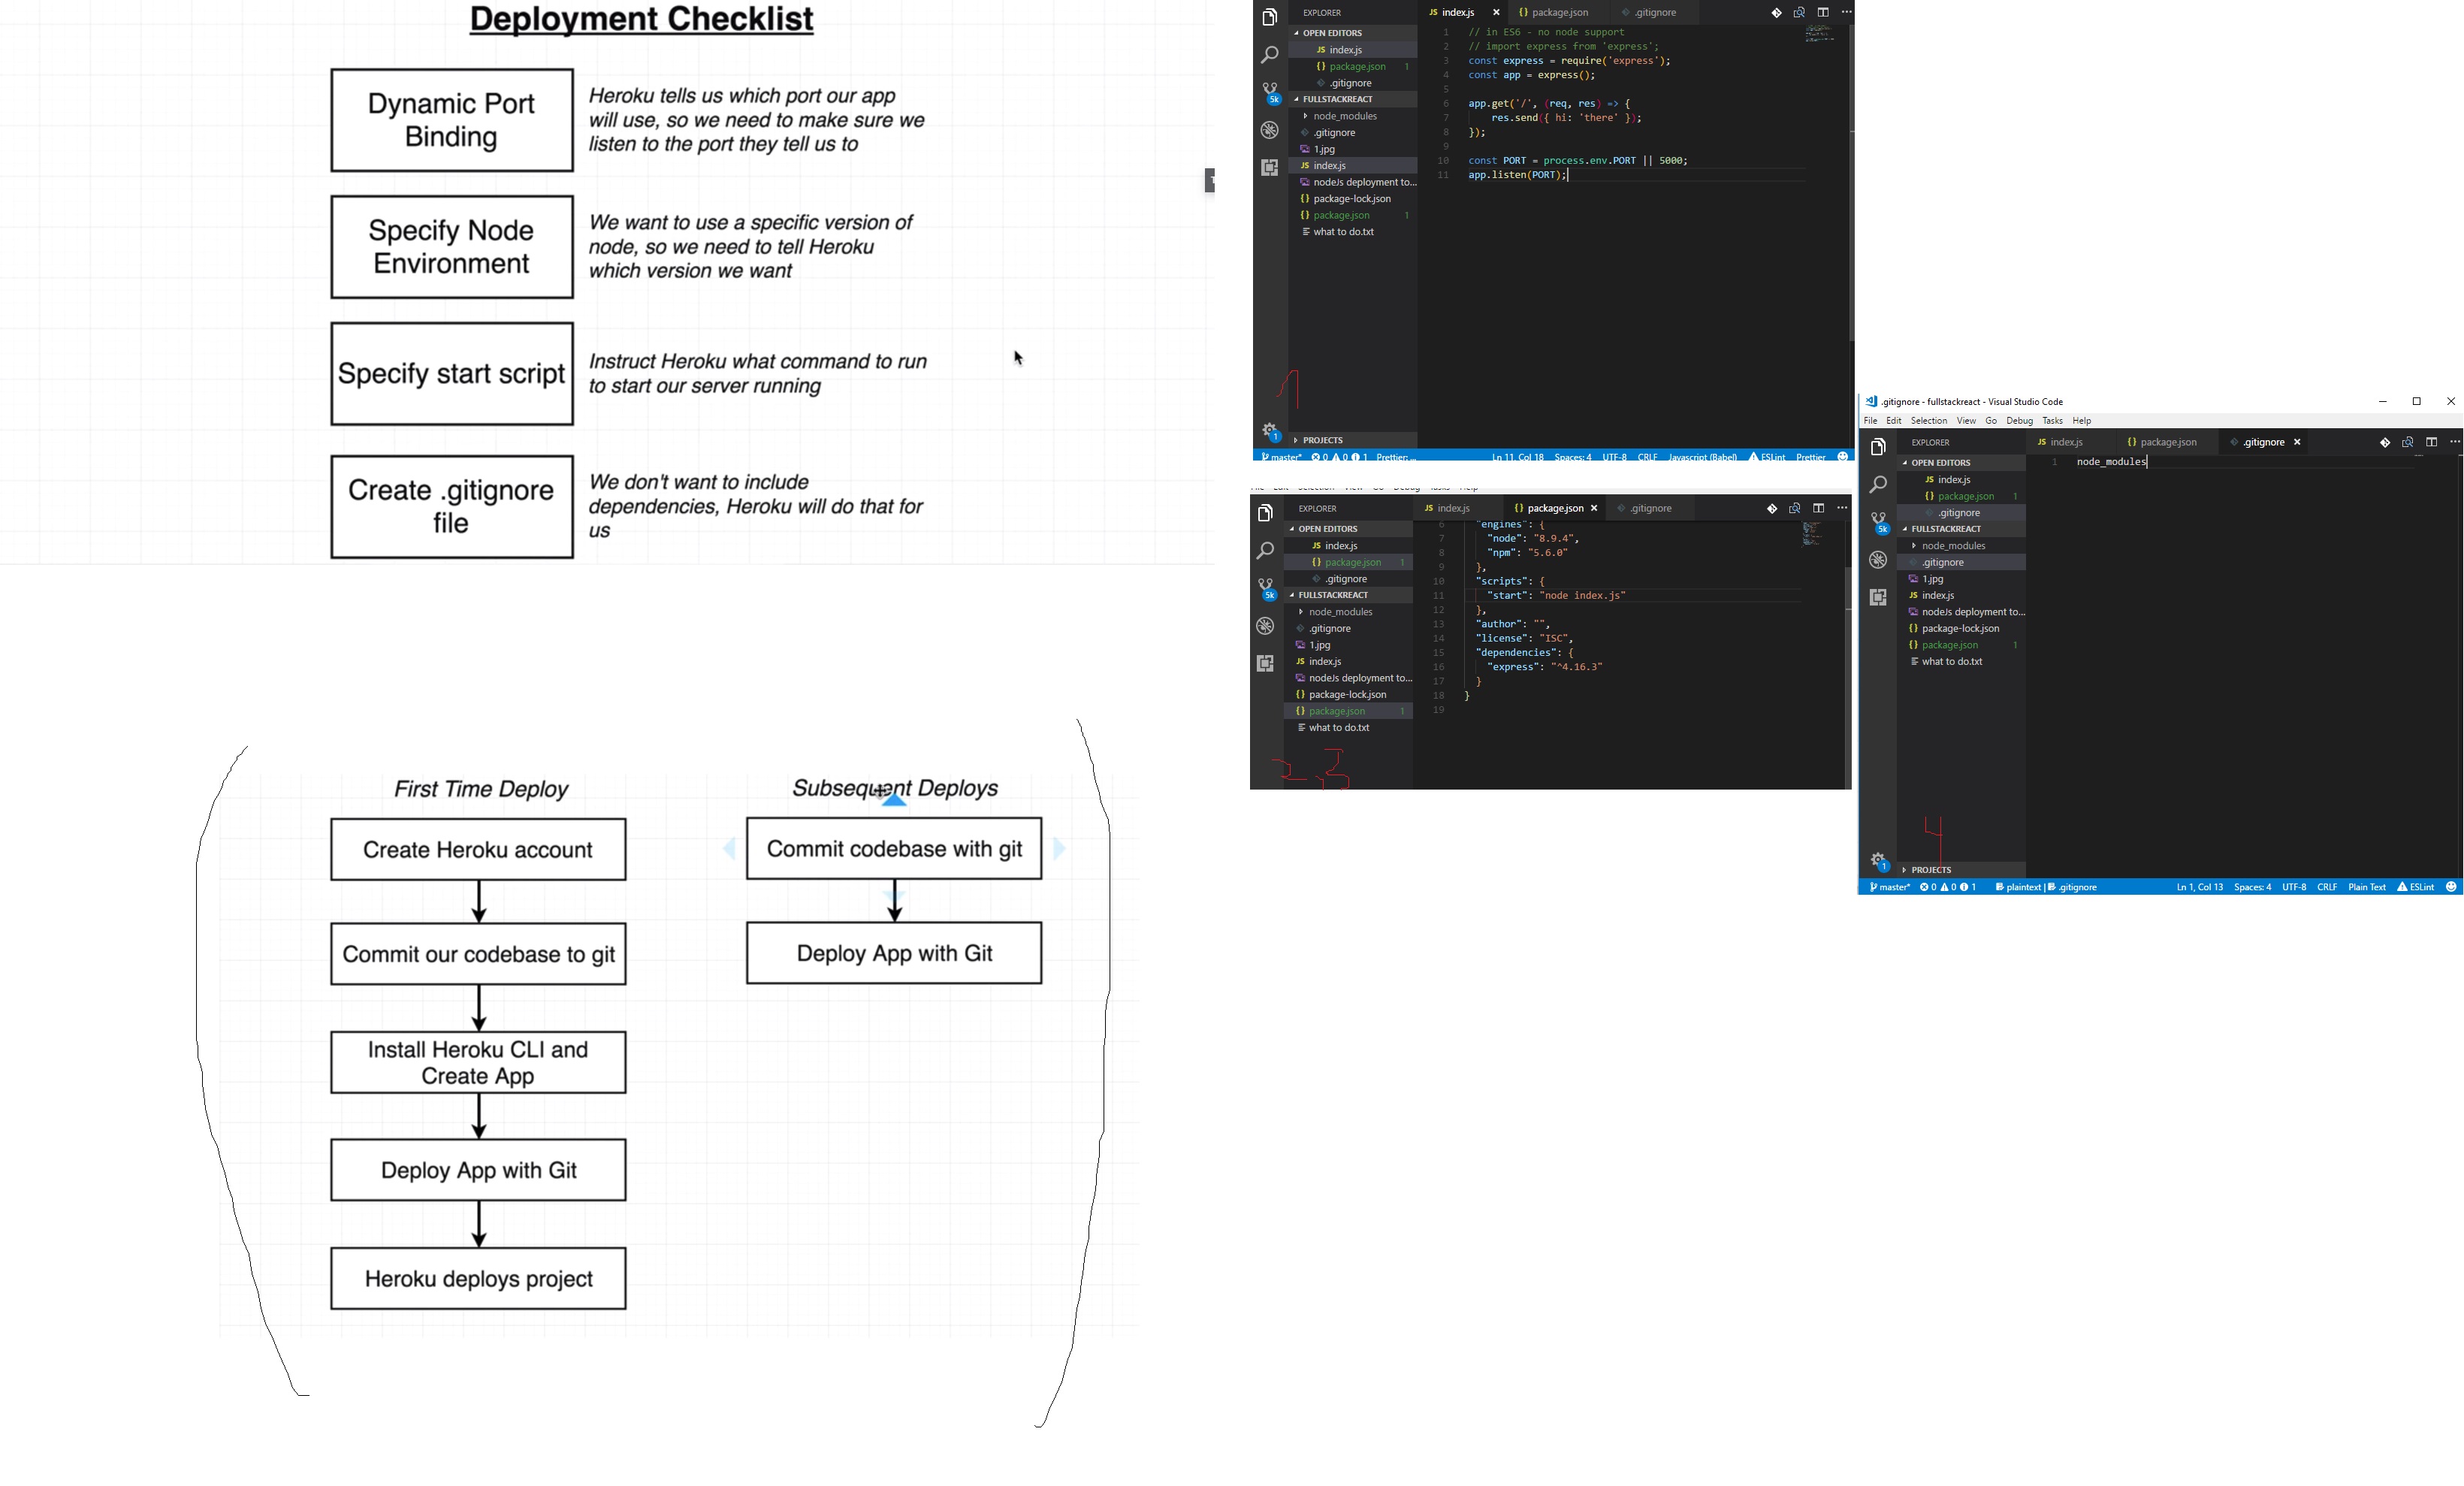 Deployment Checklist
Dynamic Port
Binding
Heroku tells us which port our app
will use, so we need to make sure we
listen to the port they tell us to
Specify Node
Environment
We want to use a specific version of
node, so we need to tell Heroku
which version we want
Specify start script
Instruct Heroku what command to run
to start our server running
Create .gitignore
file
We don't want to include
dependencies, Heroku will do that for
us
First Time Deploy
Create Heroku account
Commit our codebase to git
Install Heroku CLI and
Create App
Deploy App with Git
Heroku deploys project
Subsequent Deploys
Commit codebase with git
Deploy App with Git
EXPLORER
OPEN EDITORS
JS index.js
{} package.json 1
.gitignore
5k
FULLSTACKREACT
node_modules
.gitignore
1.jpg
JS index.js
nodeJs deployment to...
{} package-lock.json
{} package.json 1
what to do.txt
1
1
PROJECTS
JS index.js × {} package.json .gitignore
1 // in ES6 - no node support
2 // import express from 'express';
3 const express = require('express');
4 const app = express();
5
6 app.get('/', (req, res) => {
7 res.send({ hi: 'there' });
8 });
9
10 const PORT = process.env.PORT || 5000;
11 app.listen(PORT);
master* 0 0 1 Prettier: ... Ln 11, Col 18 Spaces: 4 UTF-8 CRLF Javascript (Babel) ESLint Prettier
EXPLORER
OPEN EDITORS
JS index.js
{} package.json 1
.gitignore
5k
FULLSTACKREACT
node_modules
.gitignore
1.jpg
JS index.js
nodeJs deployment to...
{} package-lock.json
{} package.json 1
what to do.txt
2-3
JS index.js {} package.json × .gitignore
6 "engines": {
7 "node": "8.9.4",
8 "npm": "5.6.0"
9 },
10 "scripts": {
11 "start": "node index.js"
12 },
13 "author": "",
14 "license": "ISC",
15 "dependencies": {
16 "express": "^4.16.3"
17 }
18 }
19
.gitignore - fullstackreact - Visual Studio Code
File Edit Selection View Go Debug Tasks Help
EXPLORER
OPEN EDITORS
JS index.js
{} package.json 1
.gitignore
5k
FULLSTACKREACT
node_modules
.gitignore
1.jpg
JS index.js
nodeJs deployment to...
{} package-lock.json
{} package.json 1
what to do.txt
4
1
PROJECTS
JS index.js {} package.json .gitignore ×
1 node_modules
master* 0 0 1 plaintext | .gitignore Ln 1, Col 13 Spaces: 4 UTF-8 CRLF Plain Text ESLint